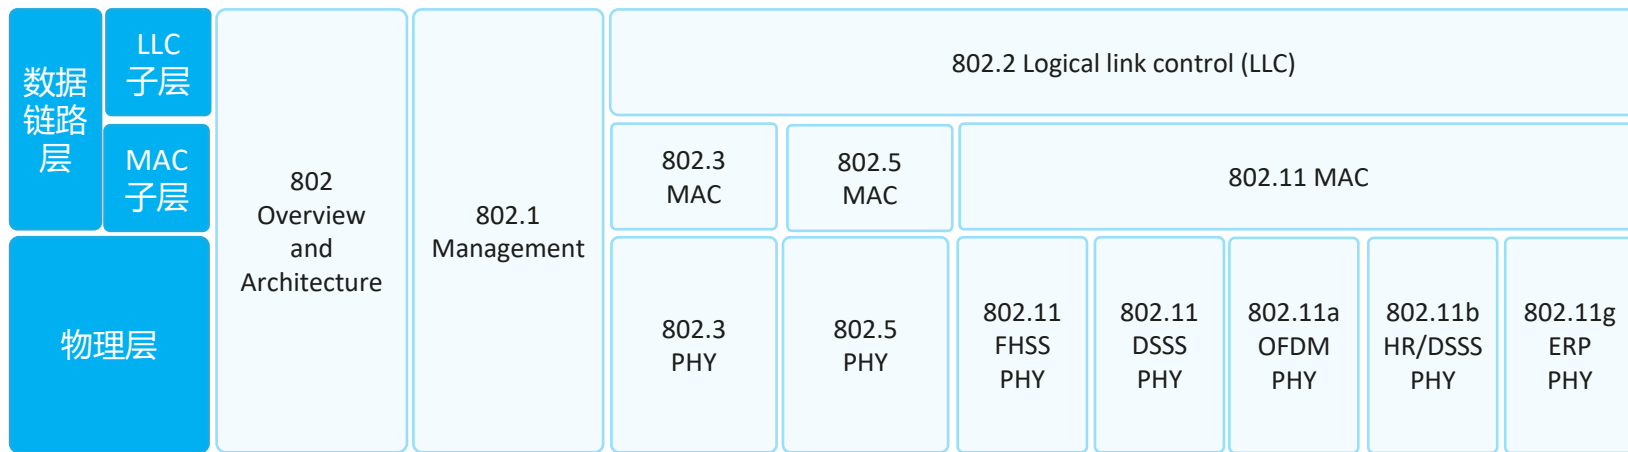 数据
链路
层
LLC
子层
MAC
子层
物理层
802
Overview
and
Architecture
802.1
Management
802.2 Logical link control (LLC)
802.3
MAC
802.5
MAC
802.11 MAC
802.3
PHY
802.5
PHY
802.11
FHSS
PHY
802.11
DSSS
PHY
802.11a
OFDM
PHY
802.11b
HR/DSSS
PHY
802.11g
ERP
PHY